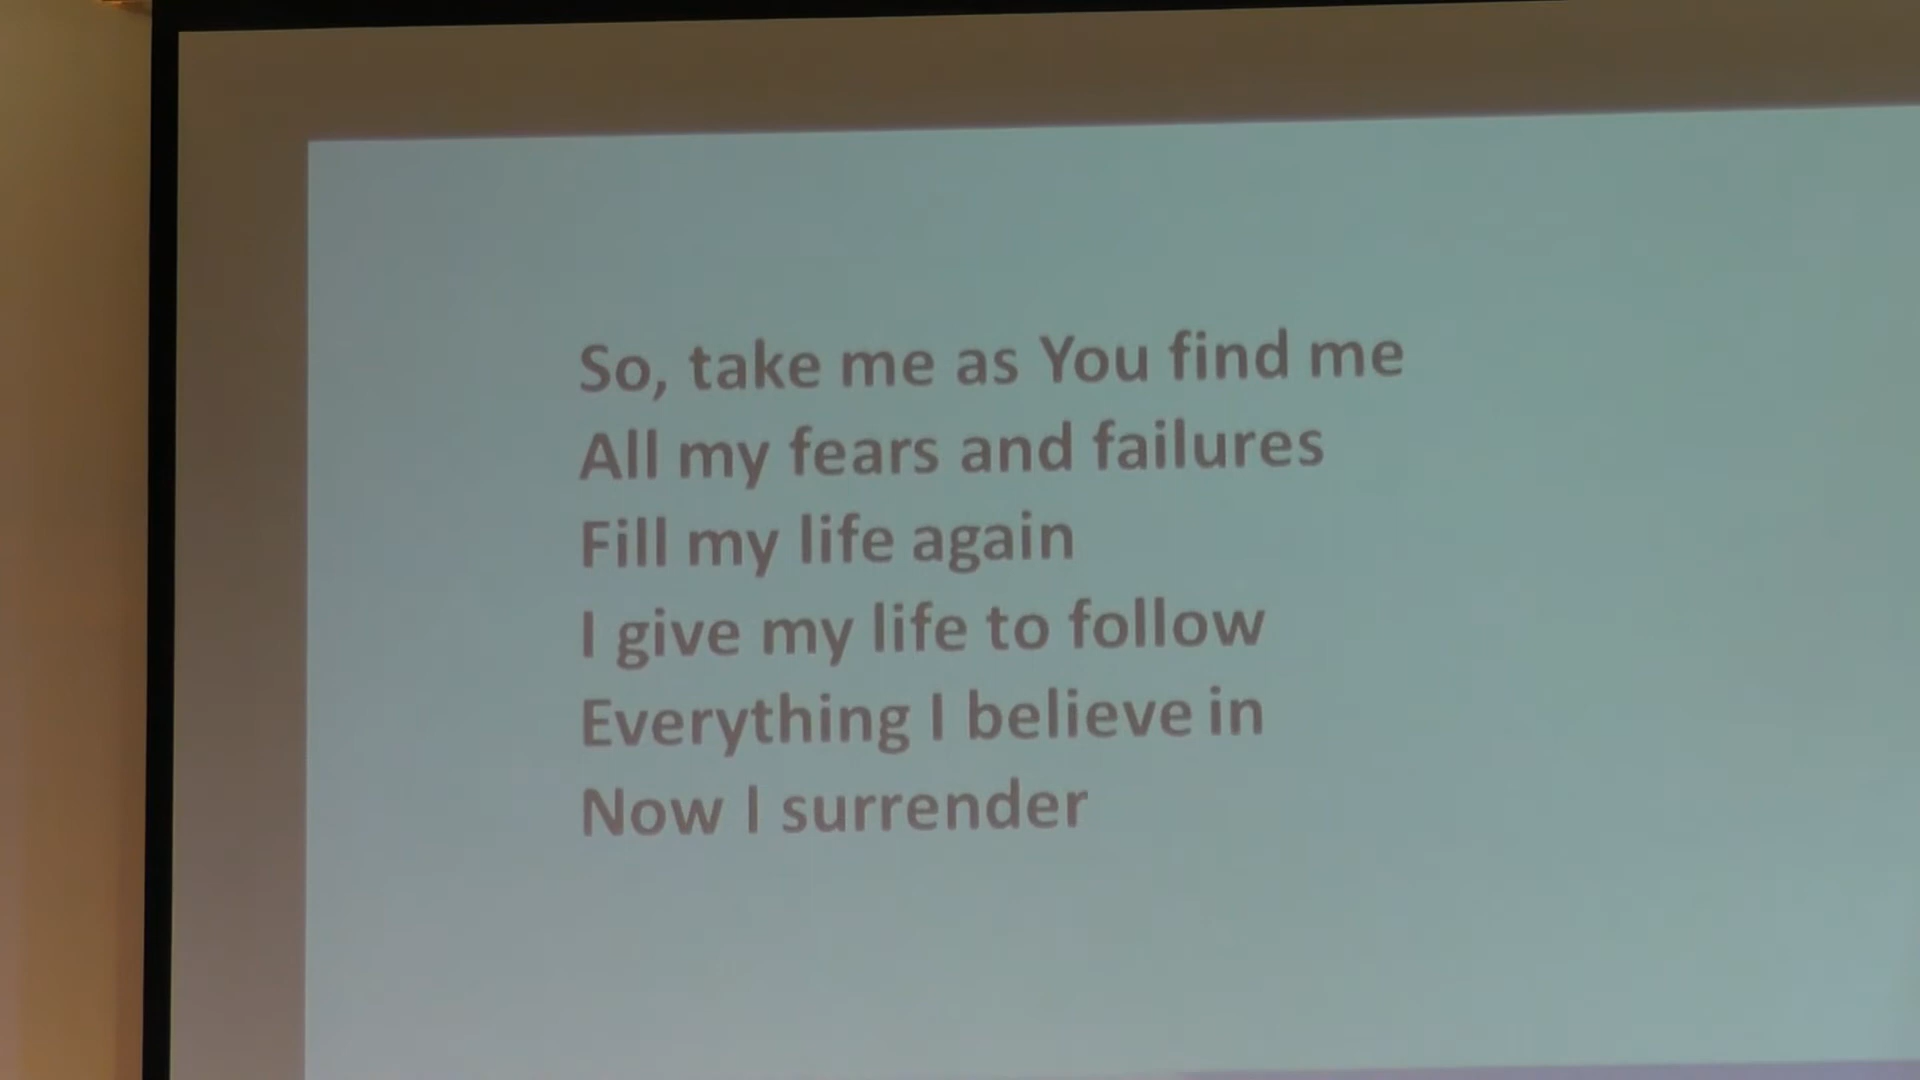 So, take me as You find me
All my fears and failures
Fill my life again
I give my life to follow
Everything I believe in
Now I surrender